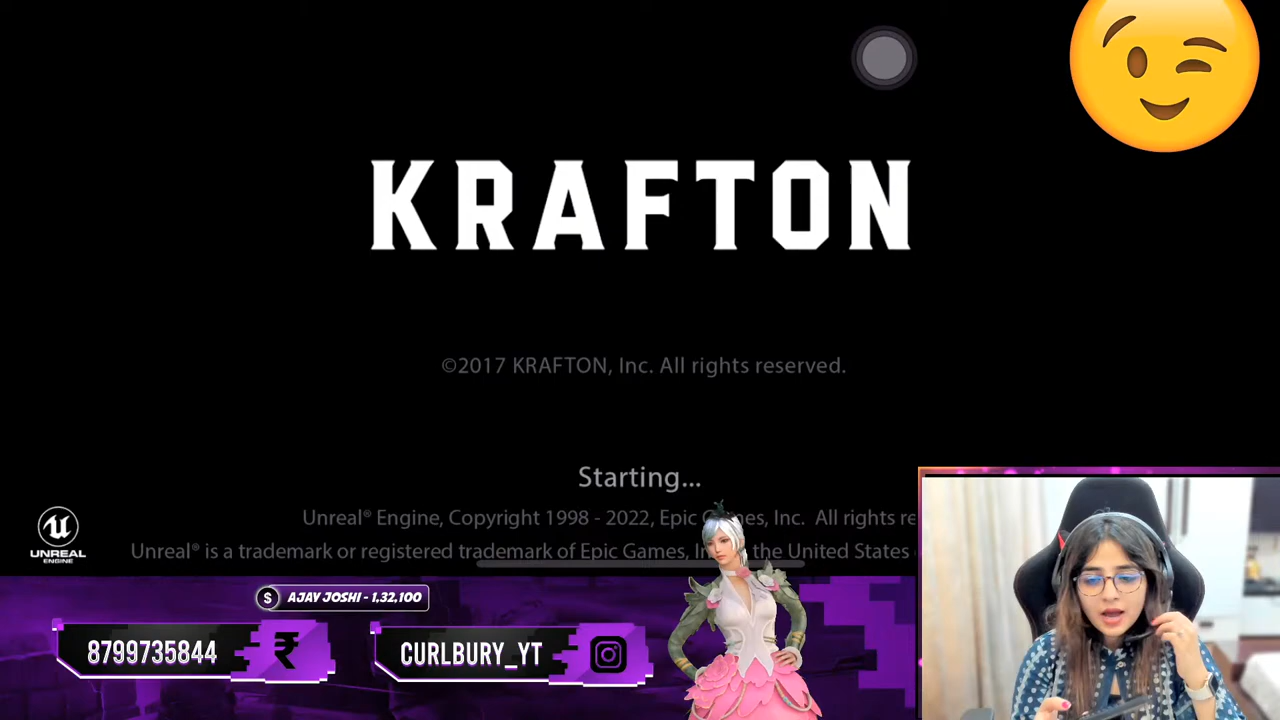 KRAFTON
©2017 KRAFTON, Inc. All rights reserved.
Starting...
Unreal® Engine, Copyright 1998 - 2022, Epic Games, Inc. All rights re
Unreal® is a trademark or registered trademark of Epic Games, the United States
UNREAL
ENGINE
$ AJAY JOSHI - 1,32,100
8799735844 ₹
CURLBURY_YT